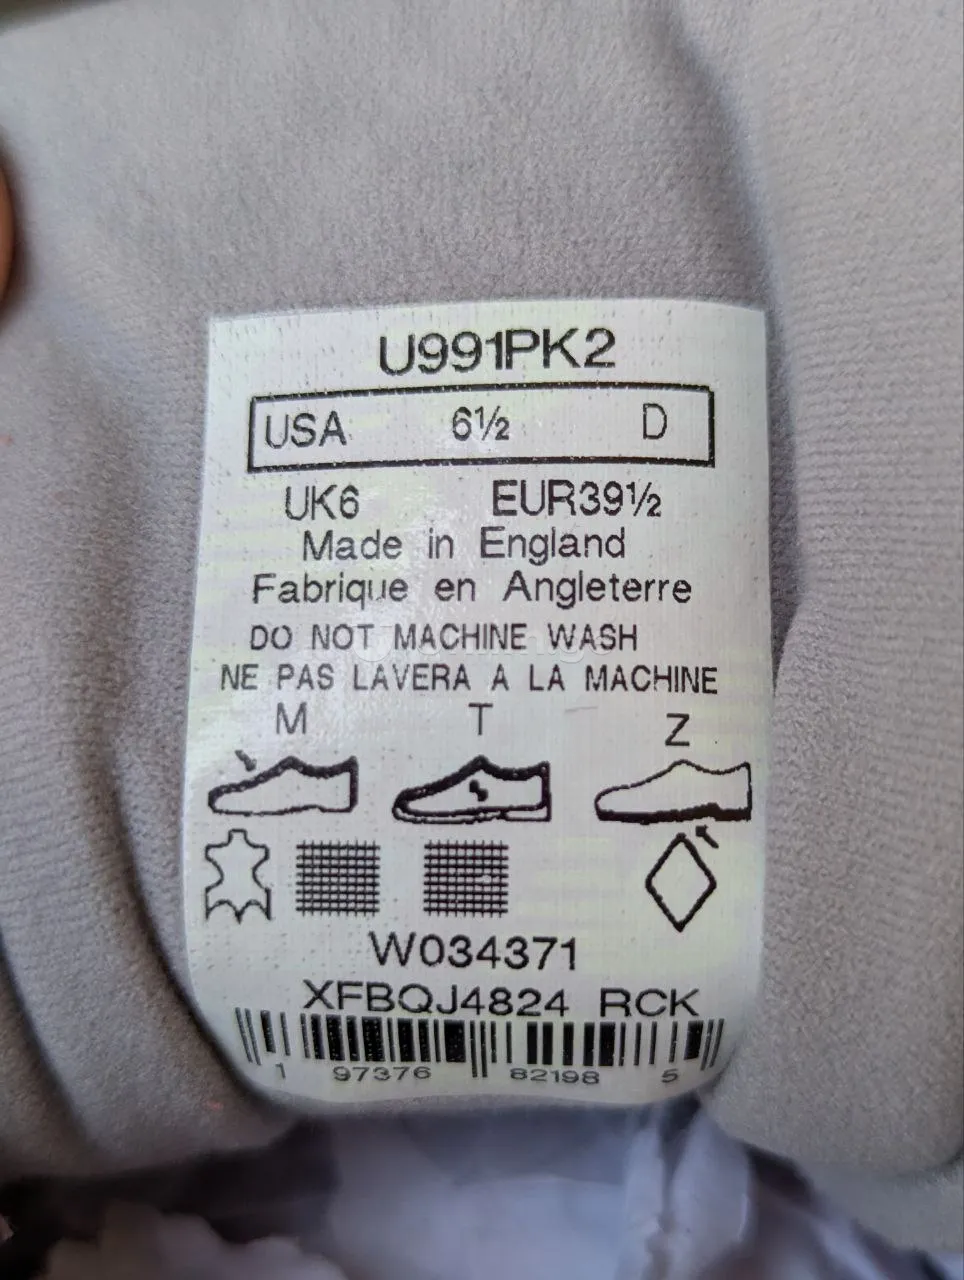 U991PK2
USA 6½ D
UK6 EUR39½
Made in England
Fabrique en Angleterre
DO NOT MACHINE WASH
NE PAS LAVERA A LA MACHINE
M T Z
W034371
XFBQJ4824 RCK
1 97376 82198 5